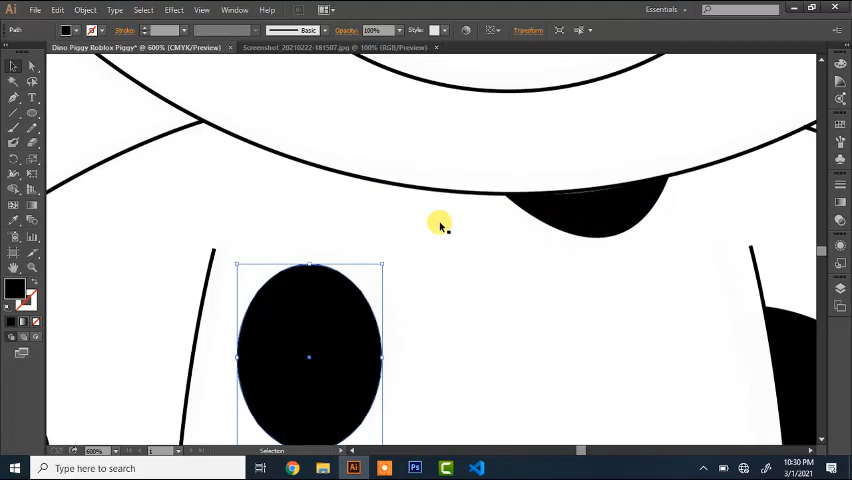 File Edit Object Type Select Effect View Window Help
Essentials
Path
Stroke:
Basic
Opacity: 100%
Style:
Transform
Dino Piggy Roblox Piggy* @ 600% (CMYK/Preview) ×
Screenshot_20210222-181507.jpg @ 100% (RGB/Preview) ×
600%
1
Selection
Type here to search
Ai
Ps
10:30 PM
3/1/2021